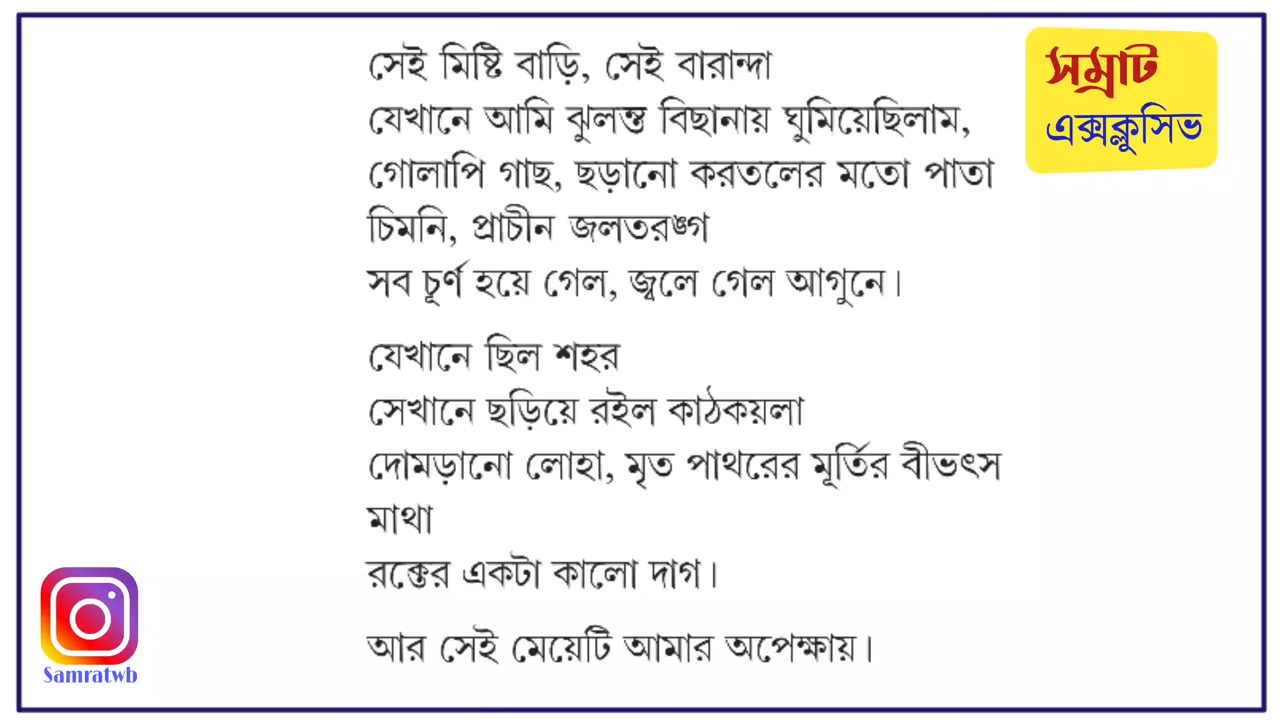 সেই মিষ্টি বাড়ি, সেই বারান্দা
যেখানে আমি ঝুলন্ত বিছানায় ঘুমিয়েছিলাম,
গোলাপি গাছ, ছড়ানো করতলের মতো পাতা
চিমনি, প্রাচীন জলতরঙ্গ
সব চূর্ণ হয়ে গেল, জ্বলে গেল আগুনে।
যেখানে ছিল শহর
সেখানে ছড়িয়ে রইল কাঠকয়লা
দোমড়ানো লোহা, মৃত পাথরের মূর্তির বীভৎস
মাথা
রক্তের একটা কালো দাগ।
আর সেই মেয়েটি আমার অপেক্ষায়।
সম্রাট
এক্সক্লুসিভ
Samratwb